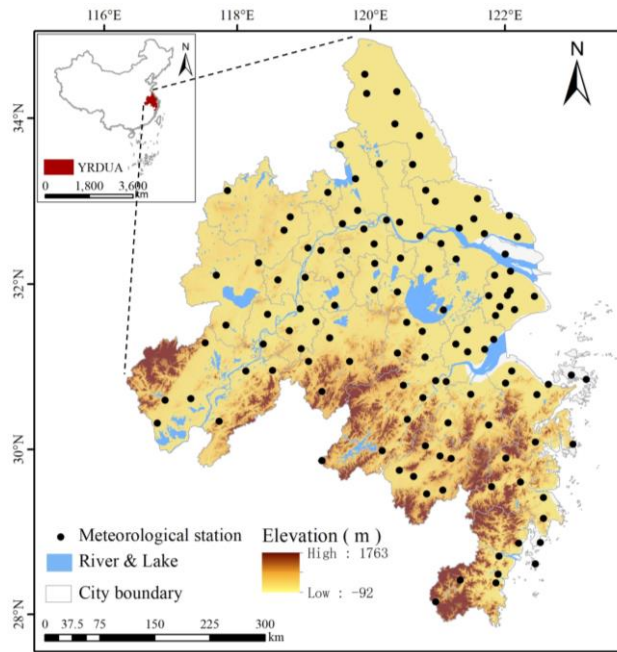 116°E 118°E 120°E 122°E
N
YRDUA
0 1,800 3,600
km
N
34°N
32°N
30°N
28°N
Meteorological station
River & Lake
City boundary
Elevation ( m )
High : 1763
Low : -92
0 37.5 75 150 225 300
km